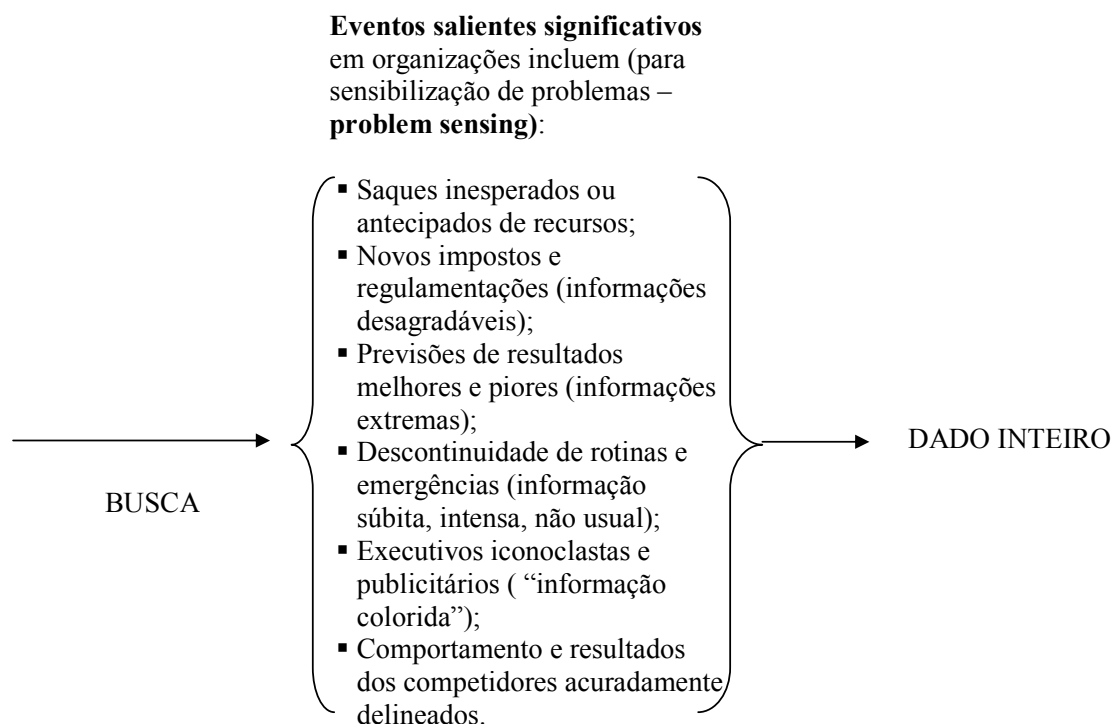 Eventos salientes significativos
em organizações incluem (para
sensibilização de problemas –
problem sensing):
▪ Saques inesperados ou
antecipados de recursos;
▪ Novos impostos e
regulamentações (informações
desagradáveis);
▪ Previsões de resultados
melhores e piores (informações
extremas);
▪ Descontinuidade de rotinas e
emergências (informação
súbita, intensa, não usual);
▪ Executivos iconoclastas e
publicitários ( “informação
colorida”);
▪ Comportamento e resultados
dos competidores acuradamente
delineados.
BUSCA
DADO INTEIRO